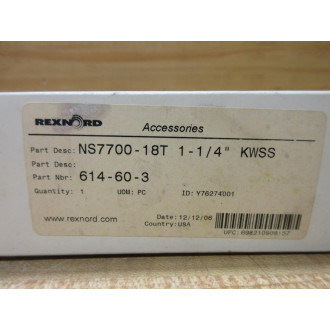 REXNORD
Accessories
Part Desc: NS7700-18T 1-1/4" KWSS
Part Desc:
Part Nbr: 614-60-3
Quantity: 1 UOM: PC ID: Y76274001
Date: 12/12/08
www.rexnord.com Country: USA
UPC